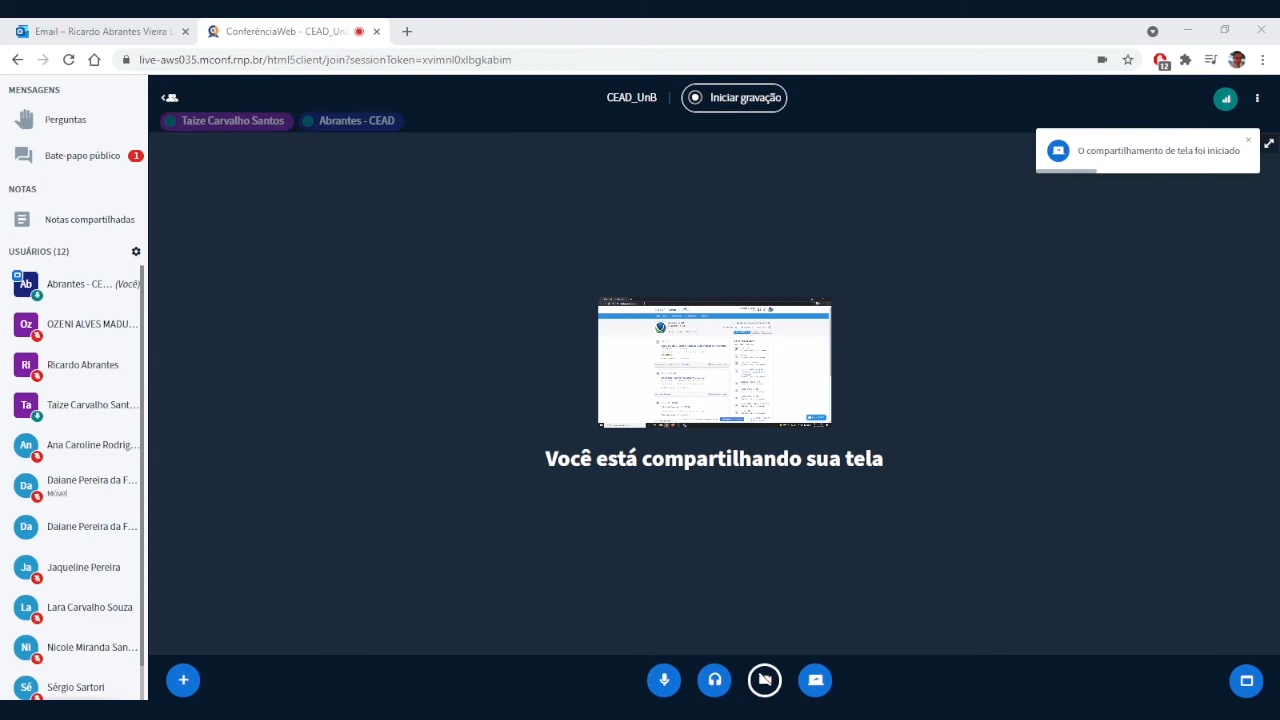 Email – Ricardo Abrantes Vieira L
ConferênciaWeb - CEAD_Un
live-aws035.mconf.rnp.br/html5client/join?sessionToken=xvimnl0xlbgkabim
12
MENSAGENS
Perguntas
Bate-papo público 1
NOTAS
Notas compartilhadas
USUÁRIOS (12)
Ab Abrantes - CE... (Você)
Oz OZENI ALVES MADU...
RI Ricardo Abrantes
Ta Taize Carvalho Sant...
An Ana Caroline Rodrig...
Da Daiane Pereira da F...
Móvel
Da Daiane Pereira da F...
Ja Jaqueline Pereira
La Lara Carvalho Souza
Ni Nicole Miranda San...
Sé Sérgio Sartori
CEAD_UnB
Iniciar gravação
Taize Carvalho Santos
Abrantes - CEAD
O compartilhamento de tela foi iniciado
Você está compartilhando sua tela